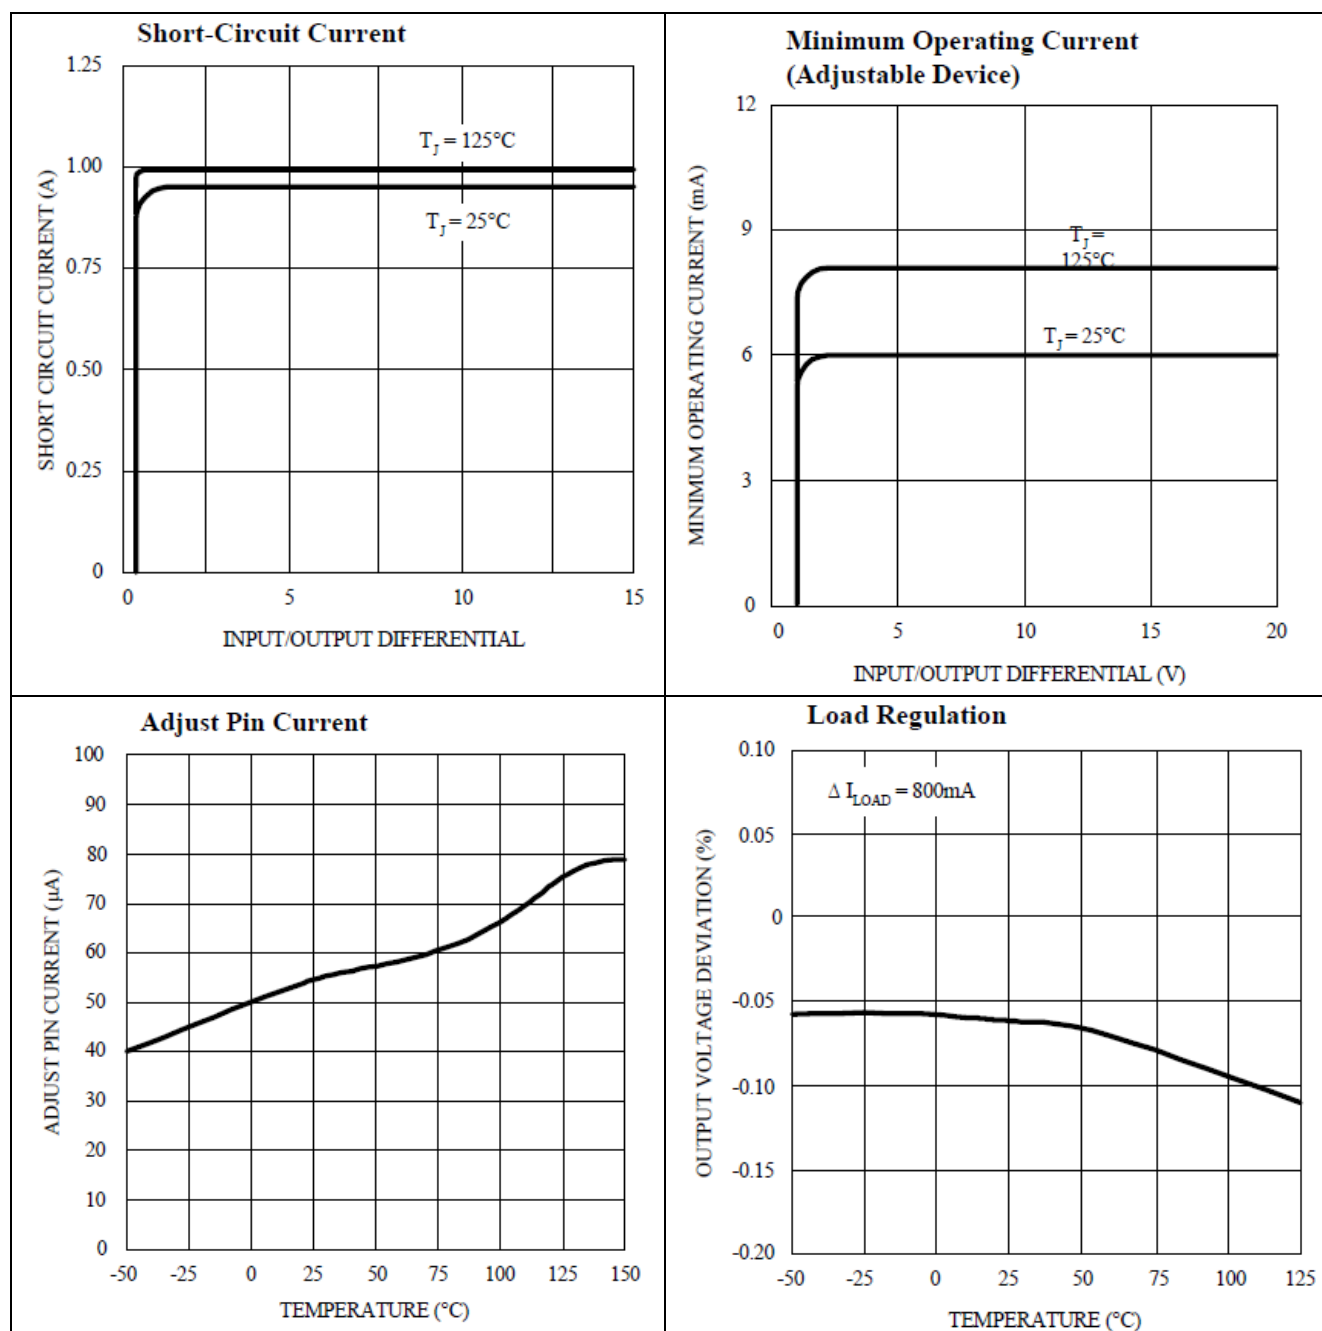 Short-Circuit Current
1.25
1.00
0.75
0.50
0.25
0
SHORT CIRCUIT CURRENT (A)
TJ = 125°C
TJ = 25°C
0 5 10 15
INPUT/OUTPUT DIFFERENTIAL
Minimum Operating Current
(Adjustable Device)
12
9
6
3
0
MINIMUM OPERATING CURRENT (mA)
TJ =
125°C
TJ = 25°C
0 5 10 15 20
INPUT/OUTPUT DIFFERENTIAL (V)
Adjust Pin Current
100
90
80
70
60
50
40
30
20
10
0
ADJUST PIN CURRENT (µA)
-50 -25 0 25 50 75 100 125 150
TEMPERATURE (°C)
Load Regulation
0.10
0.05
0
-0.05
-0.10
-0.15
-0.20
OUTPUT VOLTAGE DEVIATION (%)
Δ ILOAD = 800mA
-50 -25 0 25 50 75 100 125
TEMPERATURE (°C)